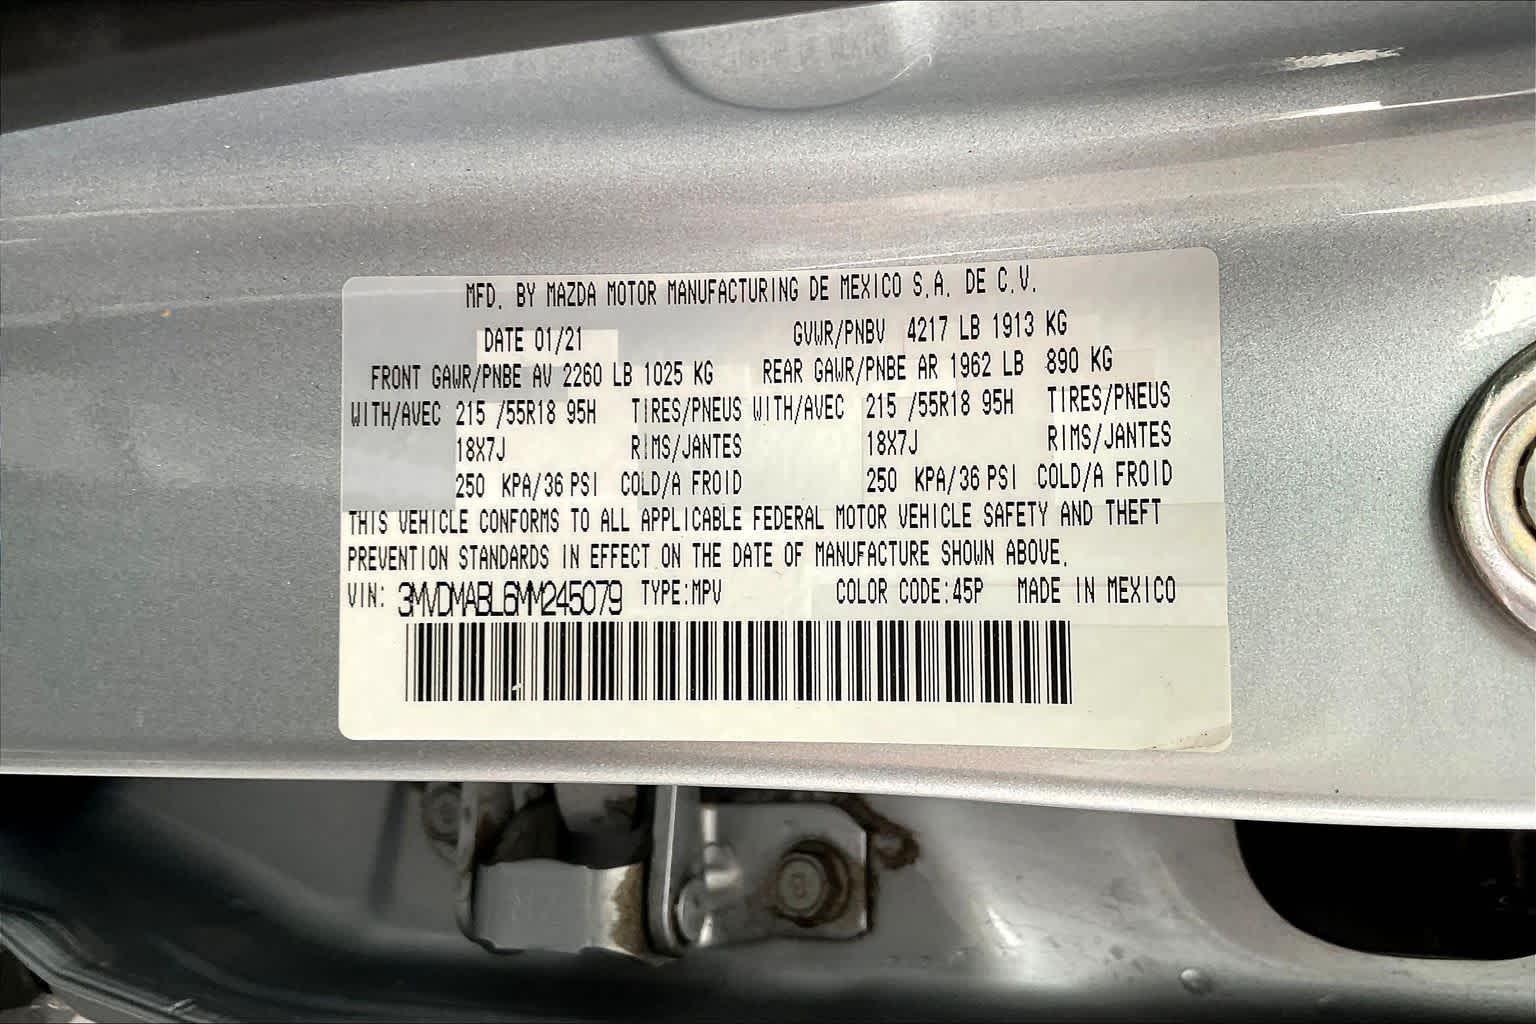 MFD. BY MAZDA MOTOR MANUFACTURING DE MEXICO S.A. DE C.V.
DATE 01/21 GVWR/PNBV 4217 LB 1913 KG
FRONT GAWR/PNBE AV 2260 LB 1025 KG REAR GAWR/PNBE AR 1962 LB 890 KG
WITH/AVEC 215 /55R18 95H TIRES/PNEUS WITH/AVEC 215 /55R18 95H TIRES/PNEUS
18X7J RIMS/JANTES 18X7J RIMS/JANTES
250 KPA/36 PSI COLD/A FROID 250 KPA/36 PSI COLD/A FROID
THIS VEHICLE CONFORMS TO ALL APPLICABLE FEDERAL MOTOR VEHICLE SAFETY AND THEFT
PREVENTION STANDARDS IN EFFECT ON THE DATE OF MANUFACTURE SHOWN ABOVE.
VIN: 3MVDMABL6MM245079 TYPE:MPV COLOR CODE:45P MADE IN MEXICO